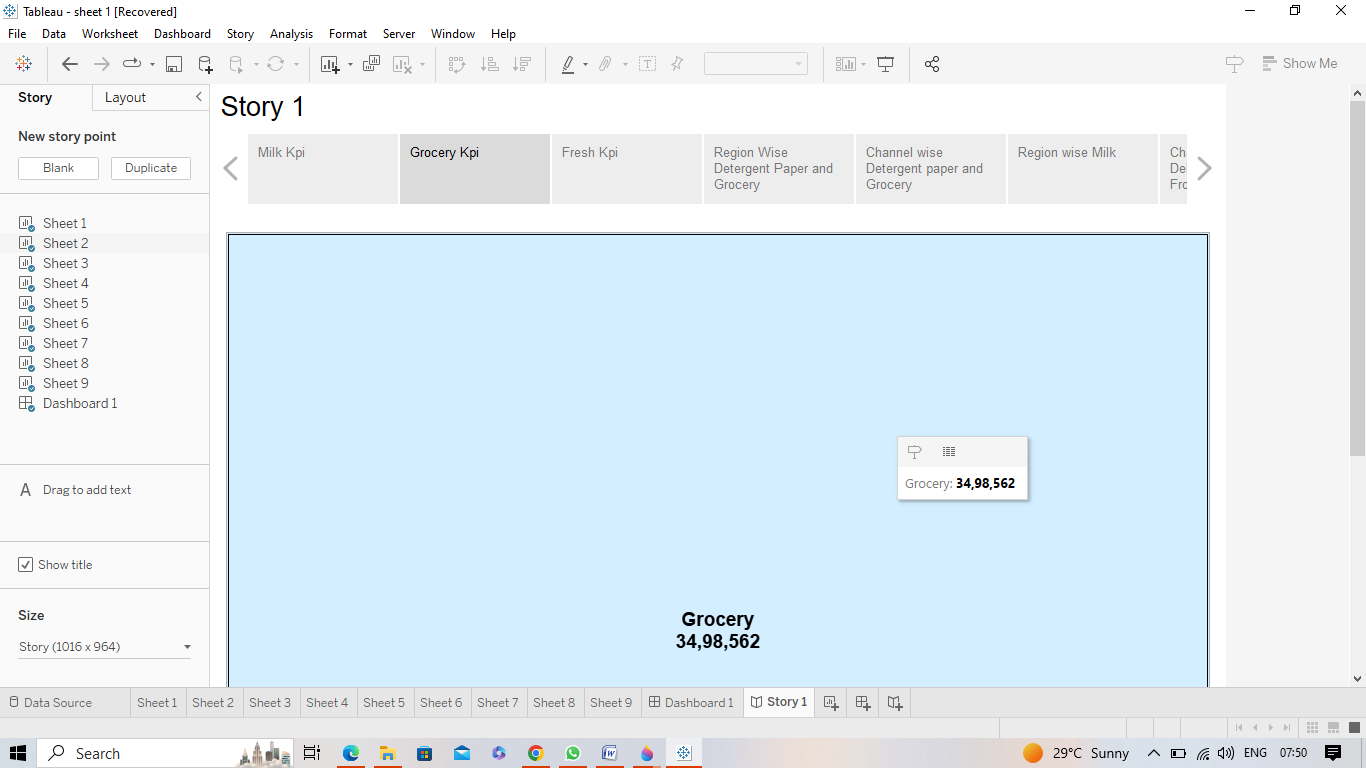 Tableau - sheet 1 [Recovered]
File Data Worksheet Dashboard Story Analysis Format Server Window Help
Show Me
Story Layout
New story point
Blank Duplicate
Sheet 1
Sheet 2
Sheet 3
Sheet 4
Sheet 5
Sheet 6
Sheet 7
Sheet 8
Sheet 9
Dashboard 1
A Drag to add text
Show title
Size
Story (1016 x 964)
Story 1
Milk Kpi
Grocery Kpi
Fresh Kpi
Region Wise
Detergent Paper and
Grocery
Channel wise
Detergent paper and
Grocery
Region wise Milk
Grocery: 34,98,562
Grocery
34,98,562
Data Source Sheet 1 Sheet 2 Sheet 3 Sheet 4 Sheet 5 Sheet 6 Sheet 7 Sheet 8 Sheet 9 Dashboard 1 Story 1
Search 29°C Sunny ENG 07:50